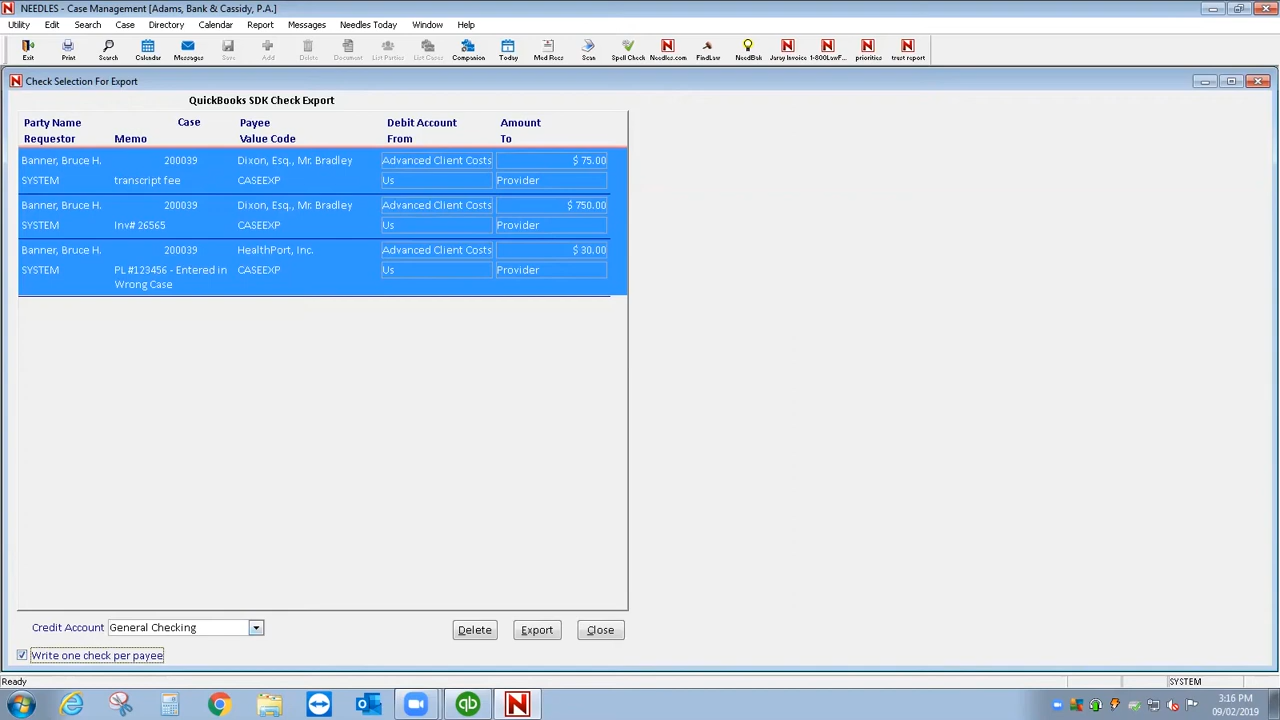 NEEDLES - Case Management [Adams, Bank & Cassidy, P.A.]
Utility Edit Search Case Directory Calendar Report Messages Needles Today Window Help
Exit Print Search Calendar Messages Save Add Delete Document List Parties List Cases Companion Today Med Recs Scan Spell Check Needles.com FindLaw NeedBsk Jaroy Invoice 1-800LawF... priorities trust report
Check Selection For Export
QuickBooks SDK Check Export
Party Name Case Payee Debit Account Amount
Requestor Memo Value Code From To
Banner, Bruce H. 200039 Dixon, Esq., Mr. Bradley Advanced Client Costs $ 75.00
SYSTEM transcript fee CASEEXP Us Provider
Banner, Bruce H. 200039 Dixon, Esq., Mr. Bradley Advanced Client Costs $ 750.00
SYSTEM Inv# 26565 CASEEXP Us Provider
Banner, Bruce H. 200039 HealthPort, Inc. Advanced Client Costs $ 30.00
SYSTEM PL #123456 - Entered in CASEEXP Us Provider
Wrong Case
Credit Account General Checking Delete Export Close
Write one check per payee
Ready SYSTEM
3:16 PM
09/02/2019